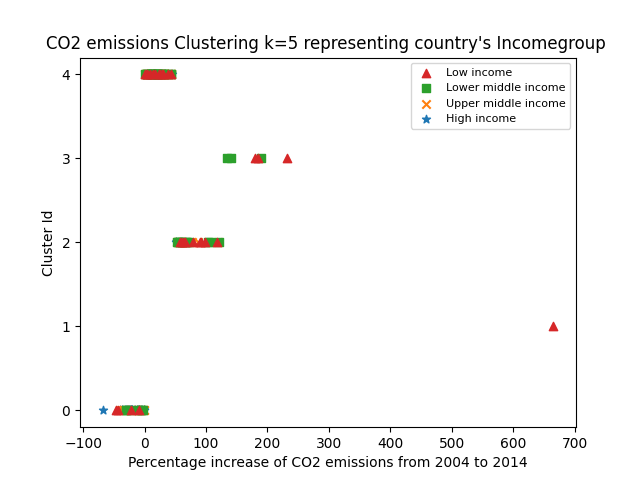 CO2 emissions Clustering k=5 representing country's Incomegroup
Low income
Lower middle income
Upper middle income
High income
4
3
2
1
0
Cluster Id
−100 0 100 200 300 400 500 600 700
Percentage increase of CO2 emissions from 2004 to 2014